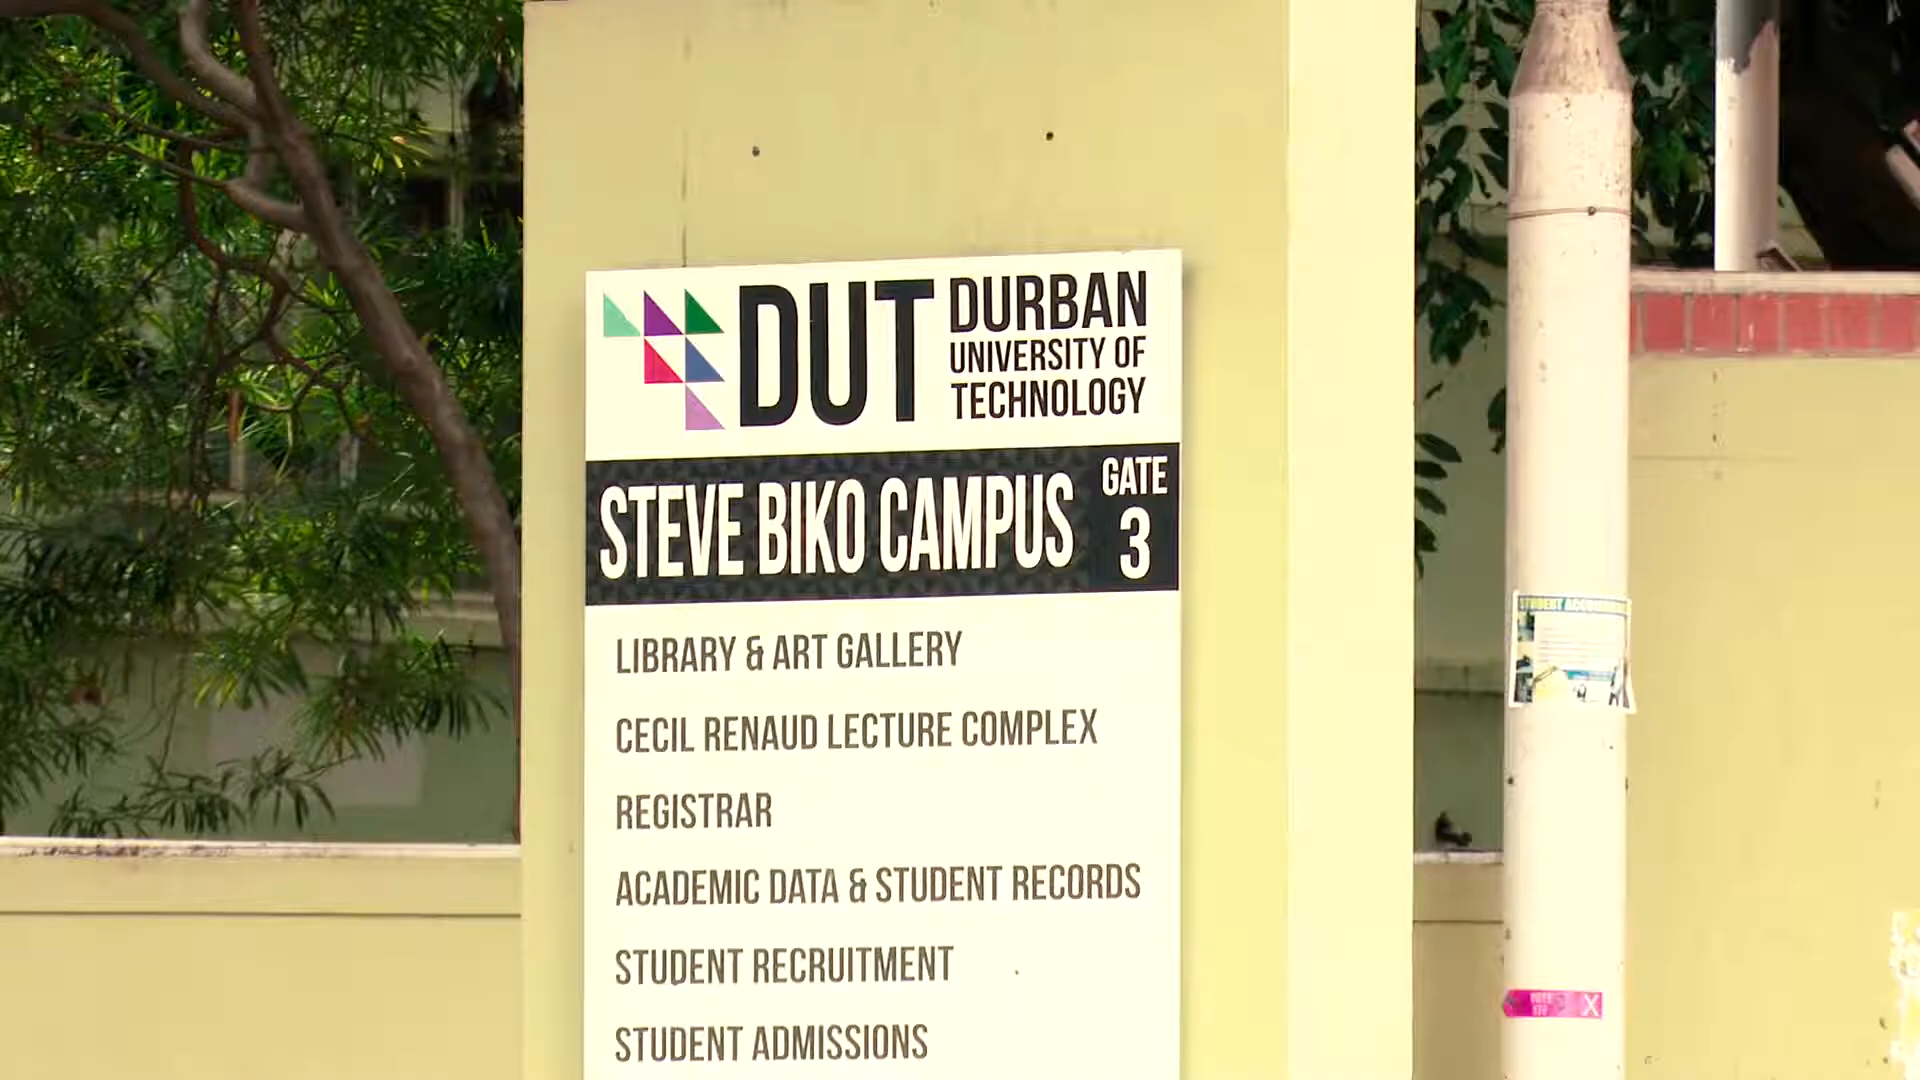 DUT
DURBAN
UNIVERSITY OF
TECHNOLOGY
STEVE BIKO CAMPUS
GATE
3
LIBRARY & ART GALLERY
CECIL RENAUD LECTURE COMPLEX
REGISTRAR
ACADEMIC DATA & STUDENT RECORDS
STUDENT RECRUITMENT
STUDENT ADMISSIONS
STUDENT
X